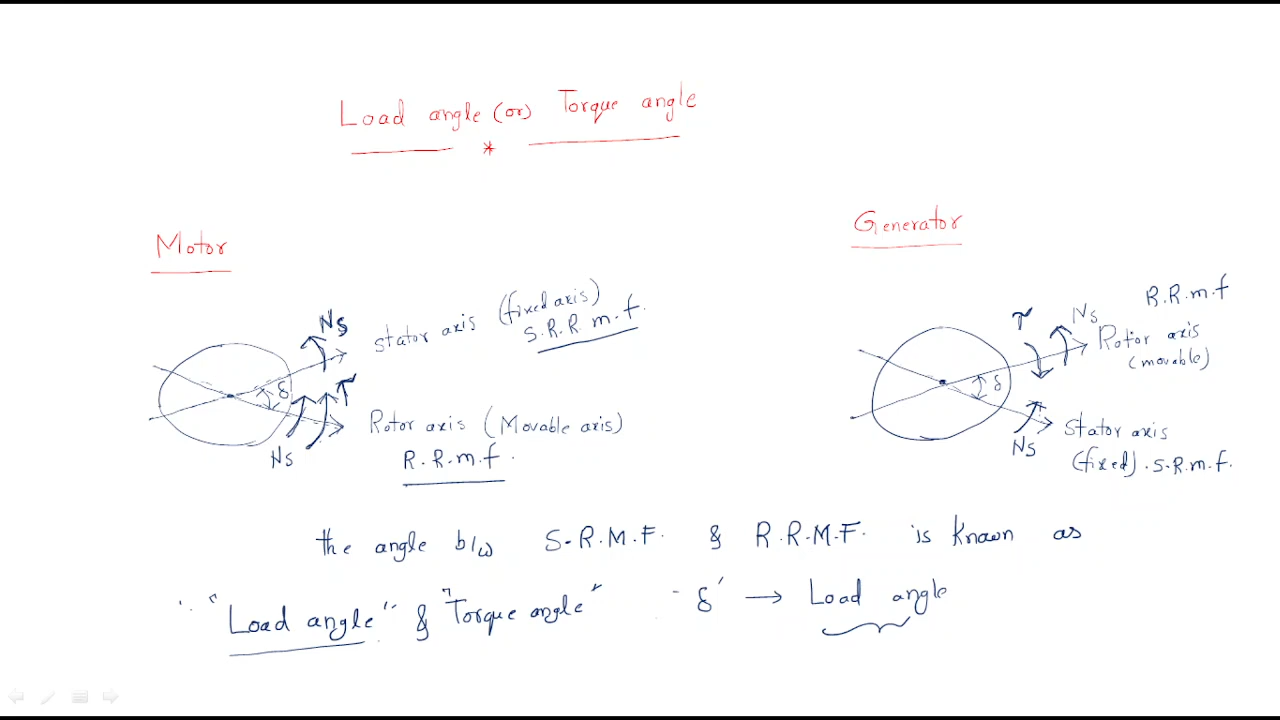 Load angle (or) Torque angle
*
Motor
Ns
stator axis (fixed axis)
S.R.R m.f.
δ
τ
Rotor axis (Movable axis)
R.R.m.f.
Ns
Generator
R.R.m.f
τ
Ns
Rotor axis
(movable)
δ
Ns
stator axis
(fixed). S.R.m.f.
the angle b/w S-R.M.F. & R.R.M.F. is known as
∴ "Load angle" & "Torque angle" 'δ' → Load angle